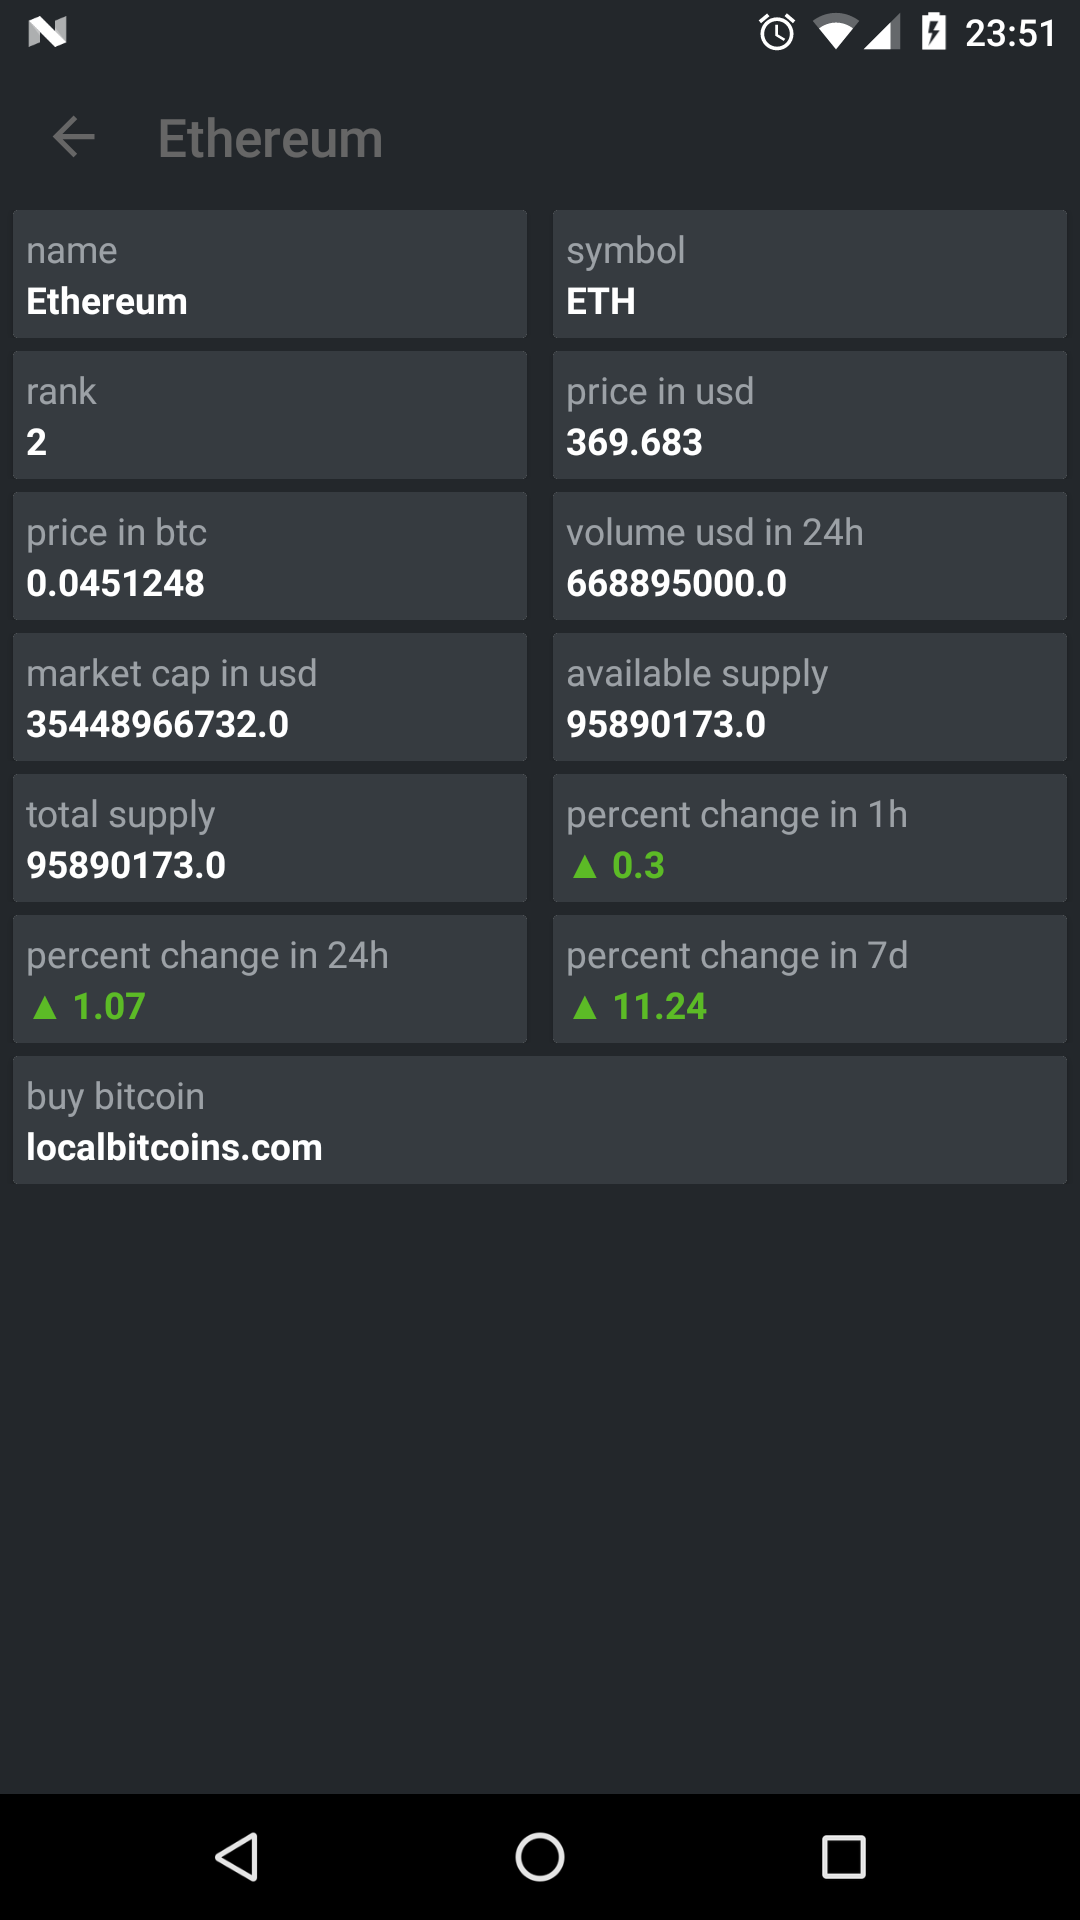 23:51
Ethereum
name
Ethereum
symbol
ETH
rank
2
price in usd
369.683
price in btc
0.0451248
volume usd in 24h
668895000.0
market cap in usd
35448966732.0
available supply
95890173.0
total supply
95890173.0
percent change in 1h
▲ 0.3
percent change in 24h
▲ 1.07
percent change in 7d
▲ 11.24
buy bitcoin
localbitcoins.com